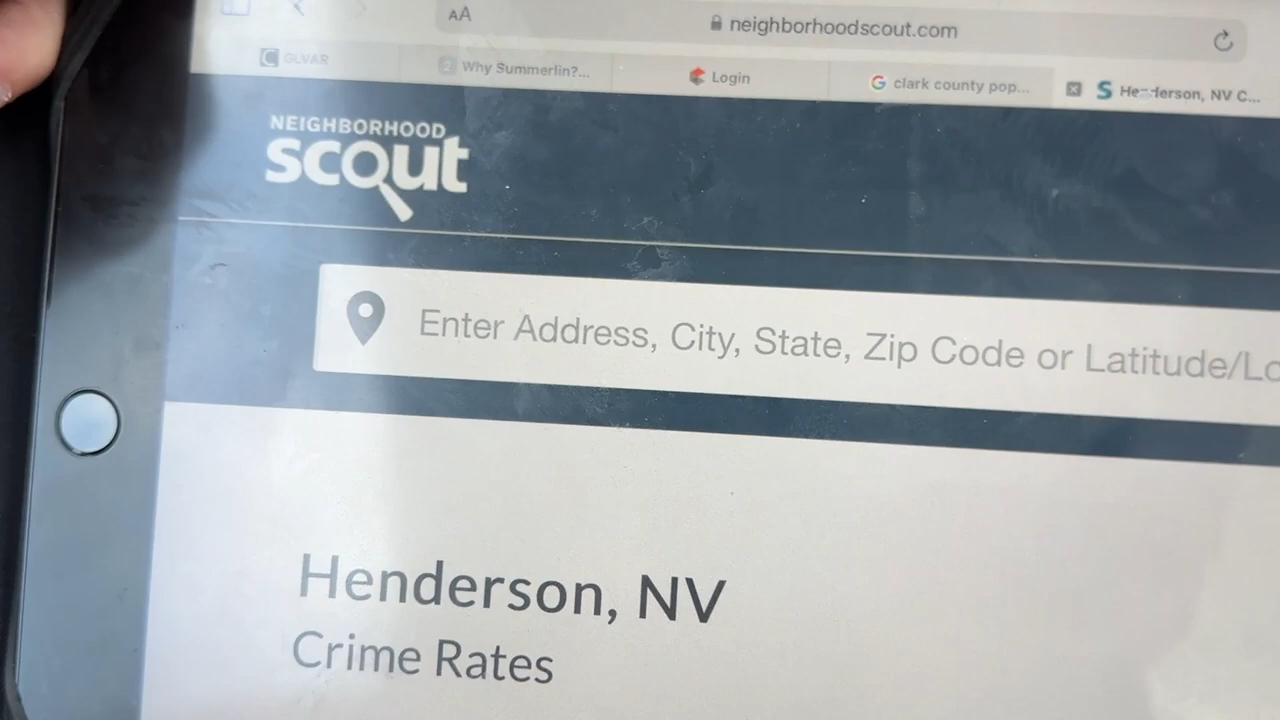 AA
neighborhoodscout.com
GLVAR
Why Summerlin?...
Login
clark county pop...
Henderson, NV C...
NEIGHBORHOOD
scout
Enter Address, City, State, Zip Code or Latitude/Lo
Henderson, NV
Crime Rates